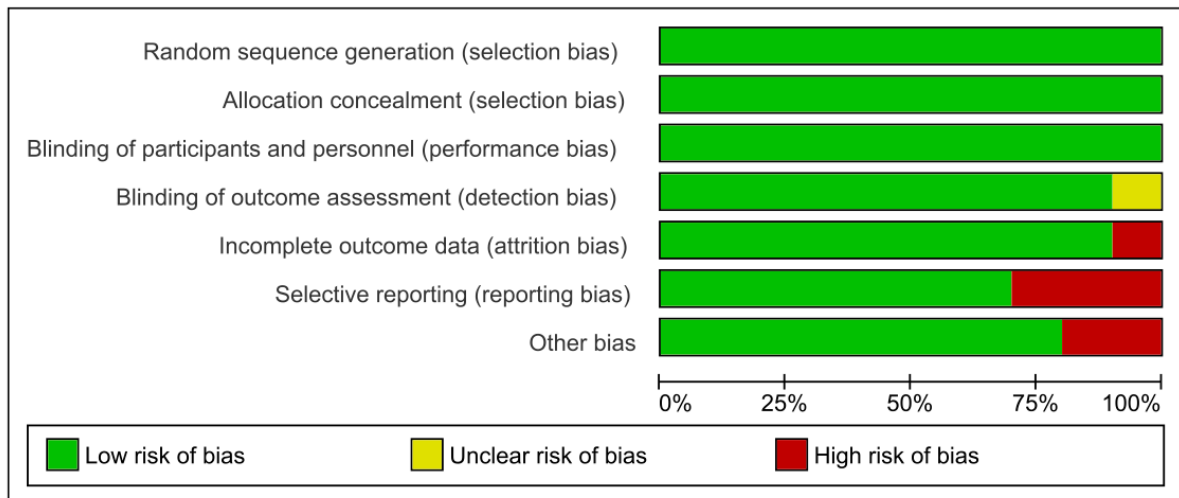 Random sequence generation (selection bias)
Allocation concealment (selection bias)
Blinding of participants and personnel (performance bias)
Blinding of outcome assessment (detection bias)
Incomplete outcome data (attrition bias)
Selective reporting (reporting bias)
Other bias
0% 25% 50% 75% 100%
Low risk of bias Unclear risk of bias High risk of bias